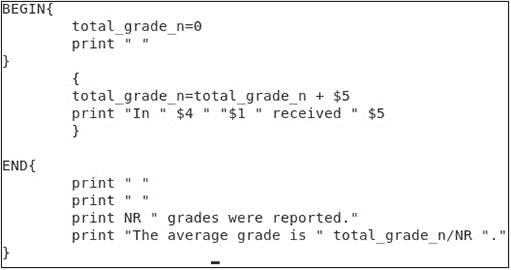 BEGIN{
total_grade_n=0
print " "
}
{
total_grade_n=total_grade_n + $5
print "In " $4 " "$1 " received " $5
}
END{
print " "
print " "
print NR " grades were reported."
print "The average grade is " total_grade_n/NR "."
}